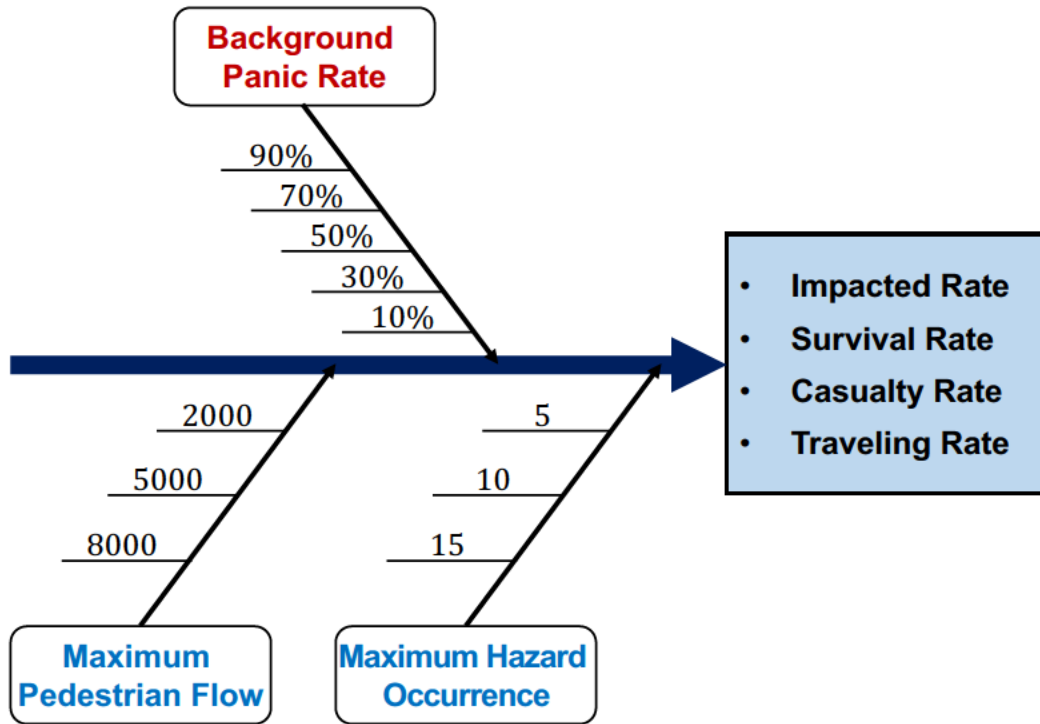 Background
Panic Rate
90%
70%
50%
30%
10%
• Impacted Rate
• Survival Rate
• Casualty Rate
• Traveling Rate
2000
5000
8000
5
10
15
Maximum
Pedestrian Flow
Maximum Hazard
Occurrence